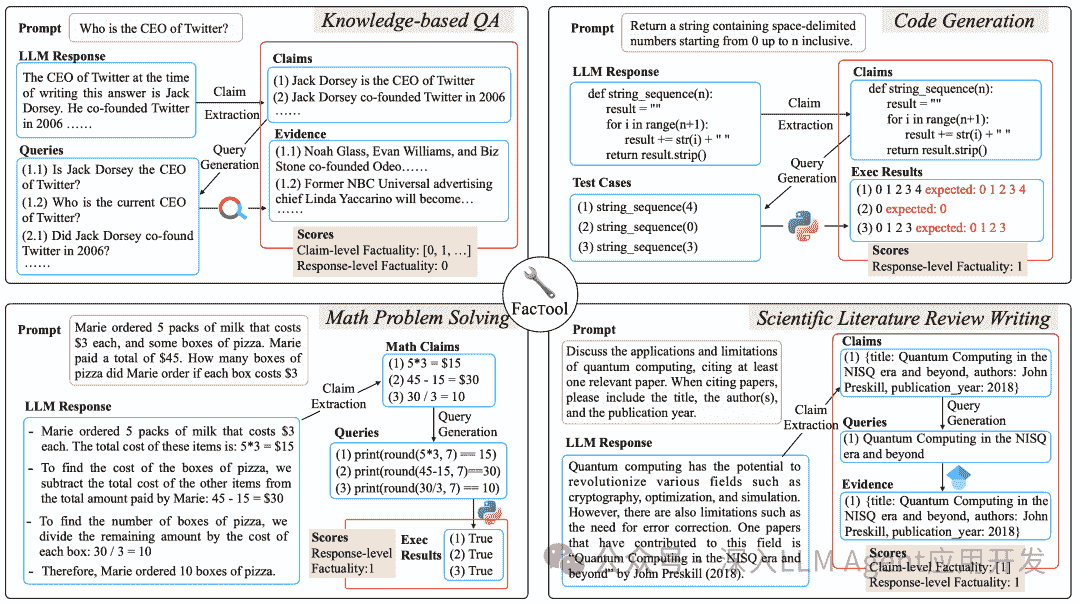 Knowledge-based QA
Prompt
Who is the CEO of Twitter?
LLM Response
The CEO of Twitter at the time
of writing this answer is Jack
Dorsey. He co-founded Twitter
in 2006 ……
Claim
Extraction
Claims
(1) Jack Dorsey is the CEO of Twitter
(2) Jack Dorsey co-founded Twitter in 2006
……
Query
Generation
Queries
(1.1) Is Jack Dorsey the CEO
of Twitter?
(1.2) Who is the current CEO
of Twitter?
(2.1) Did Jack Dorsey co-found
Twitter in 2006?
……
Evidence
(1.1) Noah Glass, Evan Williams, and Biz
Stone co-founded Odeo……
(1.2) Former NBC Universal advertising
chief Linda Yaccarino will become…
……
Scores
Claim-level Factuality: [0, 1, …]
Response-level Factuality: 0
Code Generation
Prompt
Return a string containing space-delimited
numbers starting from 0 up to n inclusive.
LLM Response
def string_sequence(n):
result = ""
for i in range(n+1):
result += str(i) + " "
return result.strip()
Claim
Extraction
Claims
def string_sequence(n):
result = ""
for i in range(n+1):
result += str(i) + " "
return result.strip()
Query
Generation
Test Cases
(1) string_sequence(4)
(2) string_sequence(0)
(3) string_sequence(3)
Exec Results
(1) 0 1 2 3 4 expected: 0 1 2 3 4
(2) 0 expected: 0
(3) 0 1 2 3 expected: 0 1 2 3
Scores
Response-level Factuality: 1
FACTOOL
Math Problem Solving
Prompt
Marie ordered 5 packs of milk that costs
$3 each, and some boxes of pizza. Marie
paid a total of $45. How many boxes of
pizza did Marie order if each box costs $3
LLM Response
- Marie ordered 5 packs of milk that costs $3
each. The total cost of these items is: 5*3 = $15
- To find the cost of the boxes of pizza, we
subtract the total cost of the other items from
the total amount paid by Marie: 45 - 15 = $30
- To find the number of boxes of pizza, we
divide the remaining amount by the cost of
each box: 30 / 3 = 10
- Therefore, Marie ordered 10 boxes of pizza.
Claim
Extraction
Math Claims
(1) 5*3 = $15
(2) 45 - 15 = $30
(3) 30 / 3 = 10
Query
Generation
Queries
(1) print(round(5*3, 7) == 15)
(2) print(round(45-15, 7)==30)
(3) print(round(30/3, 7) == 10)
Scores
Response-level
Factuality:1
Exec
Results
(1) True
(2) True
(3) True
Scientific Literature Review Writing
Prompt
Discuss the applications and limitations
of quantum computing, citing at least
one relevant paper. When citing papers,
please include the title, the author(s),
and the publication year.
LLM Response
Quantum computing has the potential to
revolutionize various fields such as
cryptography, optimization, and simulation.
However, there are also limitations such as
the need for error correction. One papers
that have contributed to this field is
"Quantum Computing in the NISQ era and
beyond" by John Preskill (2018).
Claim
Extraction
Claims
(1) {title: Quantum Computing in the
NISQ era and beyond, authors: John
Preskill, publication_year: 2018}
Query
Generation
Queries
(1) Quantum Computing in the NISQ
era and beyond
Evidence
(1) {title: Quantum Computing in the
NISQ era and beyond, authors: John
Preskill, publication_year: 2018}
Scores
Claim-level Factuality: [1]
Response-level Factuality: 1
公众号 · 深入LLM Agent应用开发